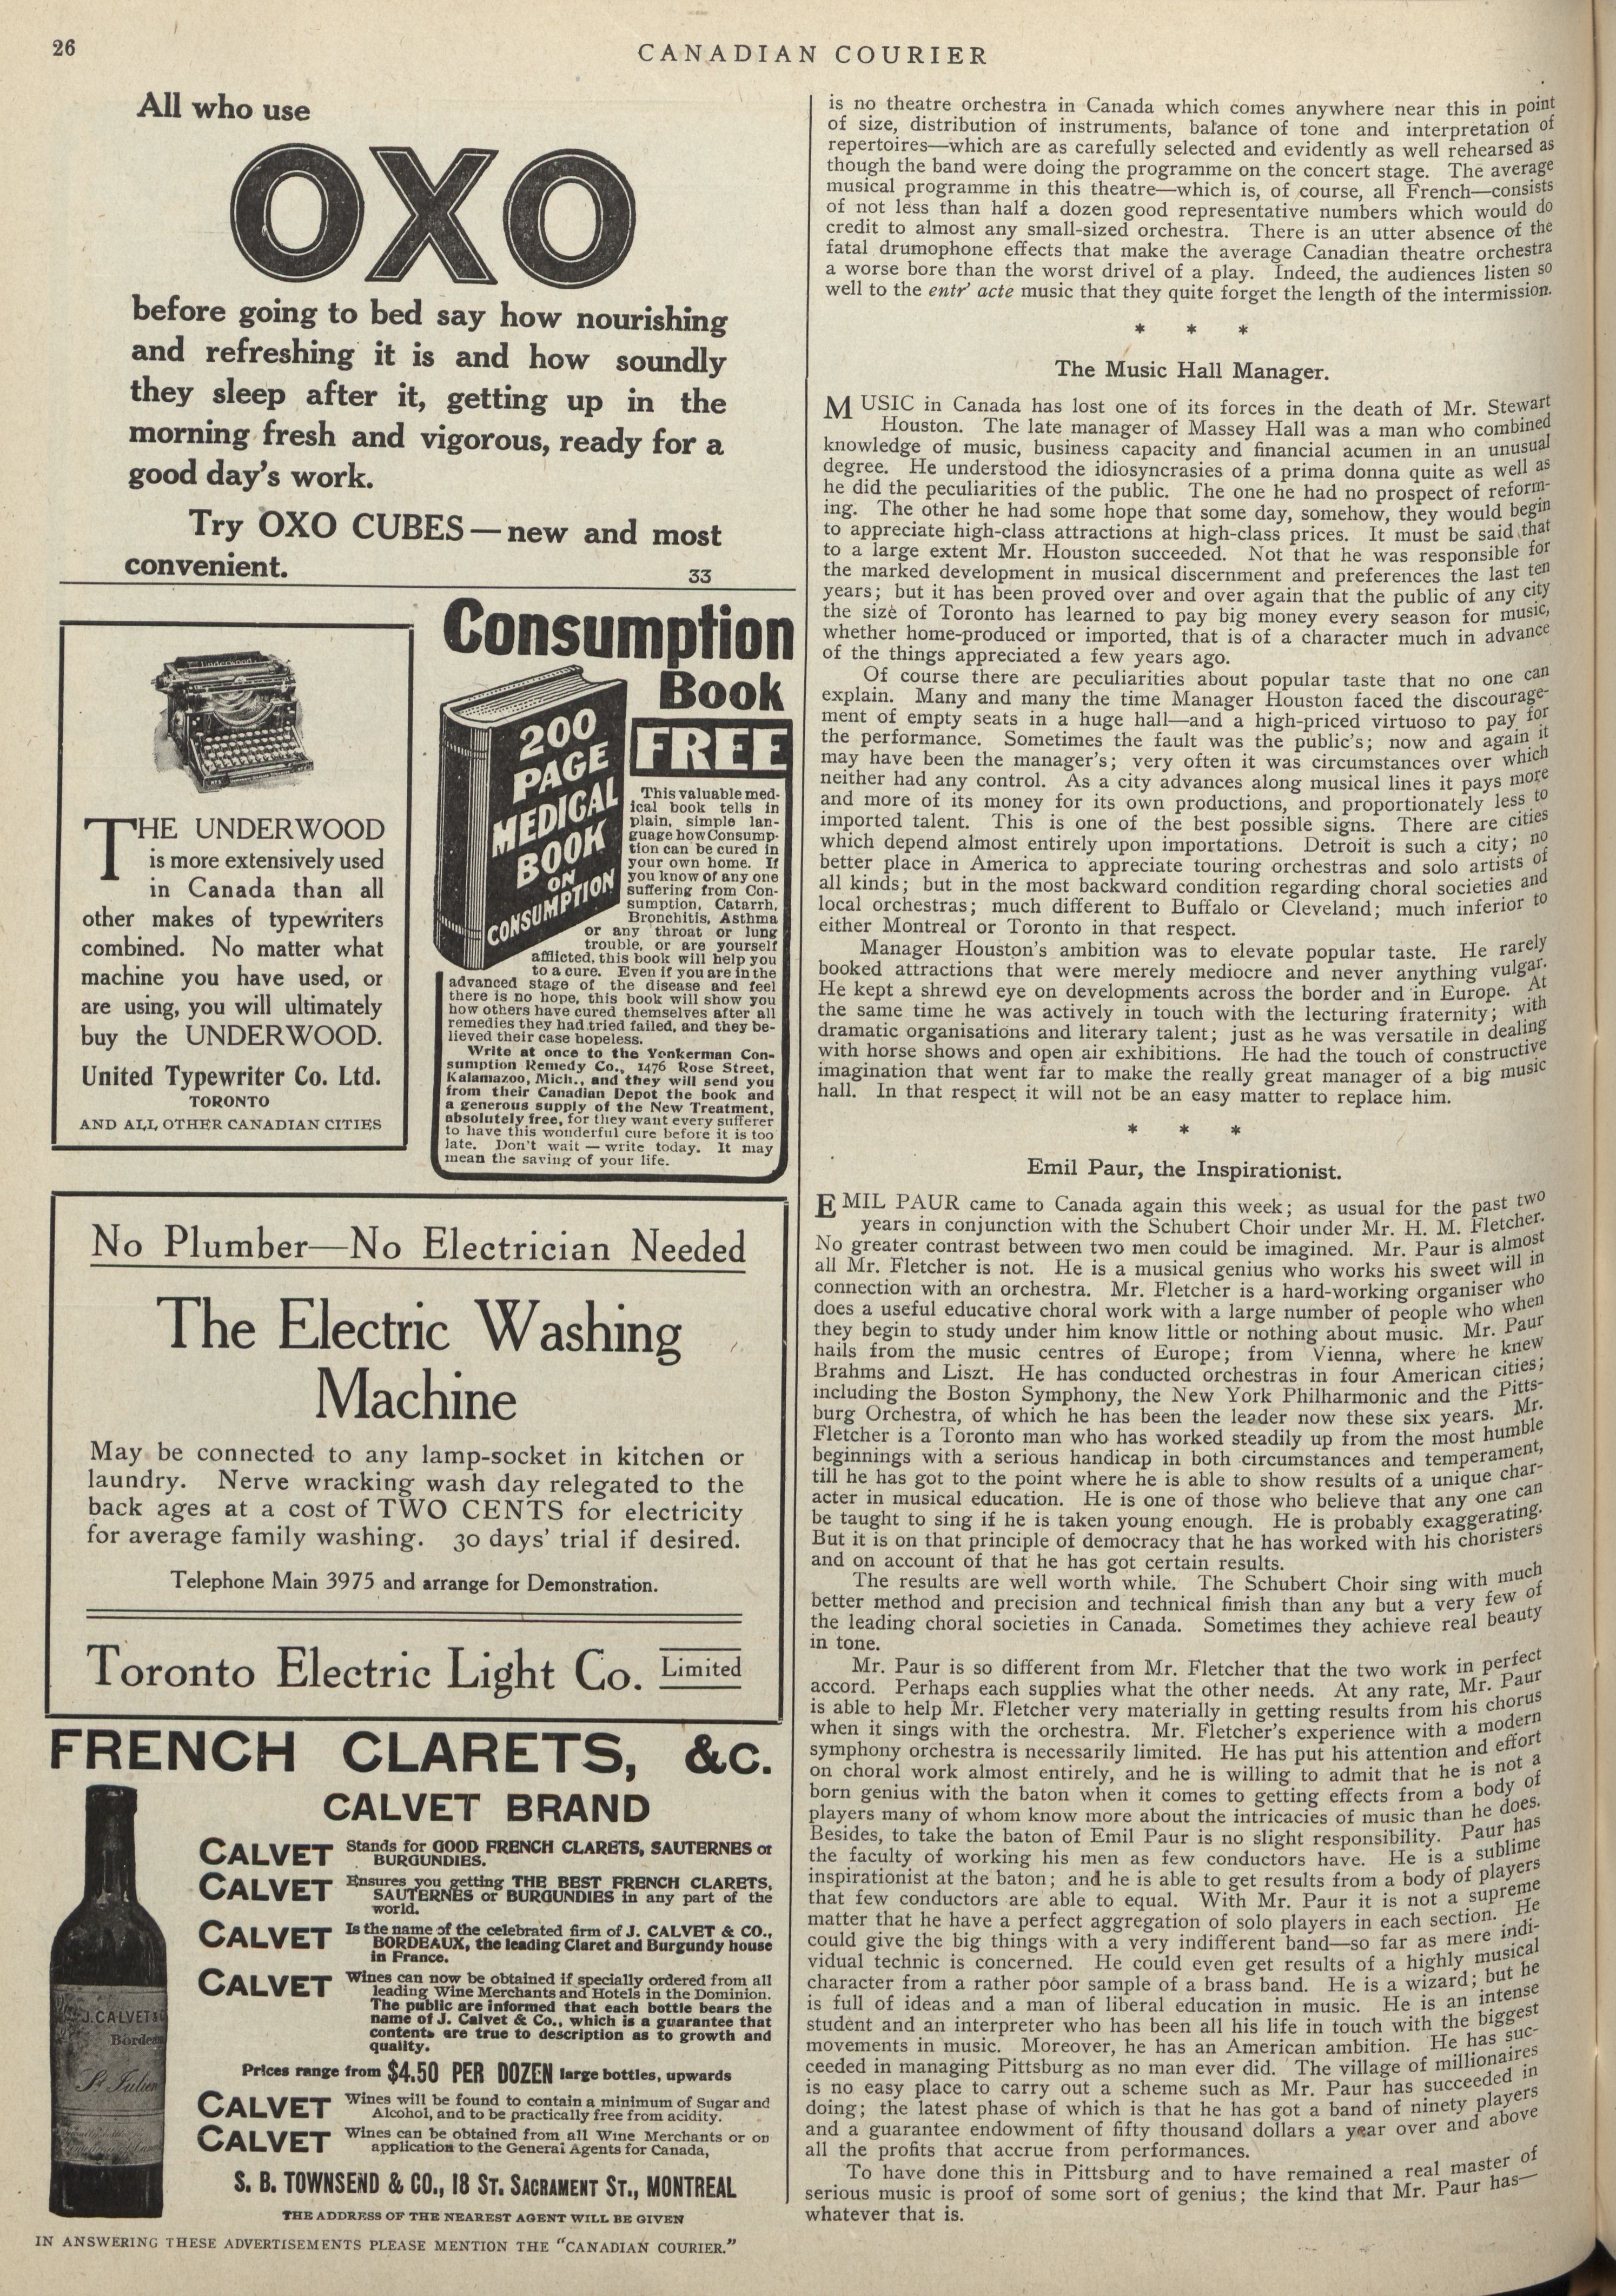 26
CANADIAN COURIER
All who use
OXO
before going to bed say how nourishing
and refreshing it is and how soundly
they sleep after it, getting up in the
morning fresh and vigorous, ready for a
good day's work.
Try OXO CUBES—new and most
convenient.
33
Underwood
THE UNDERWOOD
is more extensively used
in Canada than all
other makes of typewriters
combined. No matter what
machine you have used, or
are using, you will ultimately
buy the UNDERWOOD.
United Typewriter Co. Ltd.
TORONTO
AND ALL OTHER CANADIAN CITIES
Consumption
Book
FREE
200
PAGE
MEDICAL
BOOK
ON
CONSUMPTION
This valuable med-
ical book tells in
plain, simple lan-
guage how Consump-
tion can be cured in
your own home. If
you know of any one
suffering from Con-
sumption, Catarrh,
Bronchitis, Asthma
or any throat or lung
trouble, or are yourself
afflicted, this book will help you
to a cure. Even if you are in the
advanced stage of the disease and feel
there is no hope, this book will show you
how others have cured themselves after all
remedies they had tried failed, and they be-
lieved their case hopeless.
Write at once to the Yonkerman Con-
sumption Remedy Co., 1476 Rose Street,
Kalamazoo, Mich., and they will send you
from their Canadian Depot the book and
a generous supply of the New Treatment,
absolutely free, for they want every sufferer
to have this wonderful cure before it is too
late. Don't wait — write today. It may
mean the saving of your life.
No Plumber—No Electrician Needed
The Electric Washing
Machine
May be connected to any lamp-socket in kitchen or
laundry. Nerve wracking wash day relegated to the
back ages at a cost of TWO CENTS for electricity
for average family washing. 30 days' trial if desired.
Telephone Main 3975 and arrange for Demonstration.
Toronto Electric Light Co. Limited
FRENCH CLARETS, &C.
CALVET BRAND
CALVET Stands for GOOD FRENCH CLARETS, SAUTERNES or
BURGUNDIES.
CALVET Ensures you getting THE BEST FRENCH CLARETS,
SAUTERNES or BURGUNDIES in any part of the
world.
CALVET Is the name of the celebrated firm of J. CALVET & CO.,
BORDEAUX, the leading Claret and Burgundy house
in France.
CALVET Wines can now be obtained if specially ordered from all
leading Wine Merchants and Hotels in the Dominion.
The public are informed that each bottle bears the
name of J. Calvet & Co., which is a guarantee that
contents are true to description as to growth and
quality.
Prices range from $4.50 PER DOZEN large bottles, upwards
CALVET Wines will be found to contain a minimum of Sugar and
Alcohol, and to be practically free from acidity.
CALVET Wines can be obtained from all Wine Merchants or on
application to the General Agents for Canada,
S. B. TOWNSEND & CO., 18 ST. SACRAMENT ST., MONTREAL
THE ADDRESS OF THE NEAREST AGENT WILL BE GIVEN
J. CALVET &
Bordea
St Julien
IN ANSWERING THESE ADVERTISEMENTS PLEASE MENTION THE "CANADIAN COURIER."
is no theatre orchestra in Canada which comes anywhere near this in point
of size, distribution of instruments, balance of tone and interpretation of
repertoires—which are as carefully selected and evidently as well rehearsed as
though the band were doing the programme on the concert stage. The average
musical programme in this theatre—which is, of course, all French—consists
of not less than half a dozen good representative numbers which would do
credit to almost any small-sized orchestra. There is an utter absence of the
fatal drumophone effects that make the average Canadian theatre orchestra
a worse bore than the worst drivel of a play. Indeed, the audiences listen so
well to the entr' acte music that they quite forget the length of the intermission.
* * *
The Music Hall Manager.
MUSIC in Canada has lost one of its forces in the death of Mr. Stewart
Houston. The late manager of Massey Hall was a man who combined
knowledge of music, business capacity and financial acumen in an unusual
degree. He understood the idiosyncrasies of a prima donna quite as well as
he did the peculiarities of the public. The one he had no prospect of reform-
ing. The other he had some hope that some day, somehow, they would begin
to appreciate high-class attractions at high-class prices. It must be said that
to a large extent Mr. Houston succeeded. Not that he was responsible for
the marked development in musical discernment and preferences the last ten
years; but it has been proved over and over again that the public of any city
the size of Toronto has learned to pay big money every season for music,
whether home-produced or imported, that is of a character much in advance
of the things appreciated a few years ago.
Of course there are peculiarities about popular taste that no one can
explain. Many and many the time Manager Houston faced the discourage-
ment of empty seats in a huge hall—and a high-priced virtuoso to pay for
the performance. Sometimes the fault was the public's; now and again it
may have been the manager's; very often it was circumstances over which
neither had any control. As a city advances along musical lines it pays more
and more of its money for its own productions, and proportionately less to
imported talent. This is one of the best possible signs. There are cities
which depend almost entirely upon importations. Detroit is such a city; no
better place in America to appreciate touring orchestras and solo artists of
all kinds; but in the most backward condition regarding choral societies and
local orchestras; much different to Buffalo or Cleveland; much inferior to
either Montreal or Toronto in that respect.
Manager Houston's ambition was to elevate popular taste. He rarely
booked attractions that were merely mediocre and never anything vulgar.
He kept a shrewd eye on developments across the border and in Europe. At
the same time he was actively in touch with the lecturing fraternity; with
dramatic organisations and literary talent; just as he was versatile in dealing
with horse shows and open air exhibitions. He had the touch of constructive
imagination that went far to make the really great manager of a big music
hall. In that respect it will not be an easy matter to replace him.
* * *
Emil Paur, the Inspirationist.
EMIL PAUR came to Canada again this week; as usual for the past two
years in conjunction with the Schubert Choir under Mr. H. M. Fletcher.
No greater contrast between two men could be imagined. Mr. Paur is almost
all Mr. Fletcher is not. He is a musical genius who works his sweet will in
connection with an orchestra. Mr. Fletcher is a hard-working organiser who
does a useful educative choral work with a large number of people who when
they begin to study under him know little or nothing about music. Mr. Paur
hails from the music centres of Europe; from Vienna, where he knew
Brahms and Liszt. He has conducted orchestras in four American cities;
including the Boston Symphony, the New York Philharmonic and the Pitts-
burg Orchestra, of which he has been the leader now these six years. Mr.
Fletcher is a Toronto man who has worked steadily up from the most humble
beginnings with a serious handicap in both circumstances and temperament,
till he has got to the point where he is able to show results of a unique char-
acter in musical education. He is one of those who believe that any one can
be taught to sing if he is taken young enough. He is probably exaggerating.
But it is on that principle of democracy that he has worked with his choristers
and on account of that he has got certain results.
The results are well worth while. The Schubert Choir sing with much
better method and precision and technical finish than any but a very few of
the leading choral societies in Canada. Sometimes they achieve real beauty
in tone.
Mr. Paur is so different from Mr. Fletcher that the two work in perfect
accord. Perhaps each supplies what the other needs. At any rate, Mr. Paur
is able to help Mr. Fletcher very materially in getting results from his chorus
when it sings with the orchestra. Mr. Fletcher's experience with a modern
symphony orchestra is necessarily limited. He has put his attention and effort
on choral work almost entirely, and he is willing to admit that he is not a
born genius with the baton when it comes to getting effects from a body of
players many of whom know more about the intricacies of music than he does.
Besides, to take the baton of Emil Paur is no slight responsibility. Paur has
the faculty of working his men as few conductors have. He is a sublime
inspirationist at the baton; and he is able to get results from a body of players
that few conductors are able to equal. With Mr. Paur it is not a supreme
matter that he have a perfect aggregation of solo players in each section. He
could give the big things with a very indifferent band—so far as mere indi-
vidual technic is concerned. He could even get results of a highly musical
character from a rather poor sample of a brass band. He is a wizard; but he
is full of ideas and a man of liberal education in music. He is an intense
student and an interpreter who has been all his life in touch with the biggest
movements in music. Moreover, he has an American ambition. He has suc-
ceeded in managing Pittsburg as no man ever did. The village of millionaires
is no easy place to carry out a scheme such as Mr. Paur has succeeded in
doing; the latest phase of which is that he has got a band of ninety players
and a guarantee endowment of fifty thousand dollars a year over and above
all the profits that accrue from performances.
To have done this in Pittsburg and to have remained a real master of
serious music is proof of some sort of genius; the kind that Mr. Paur has—
whatever that is.